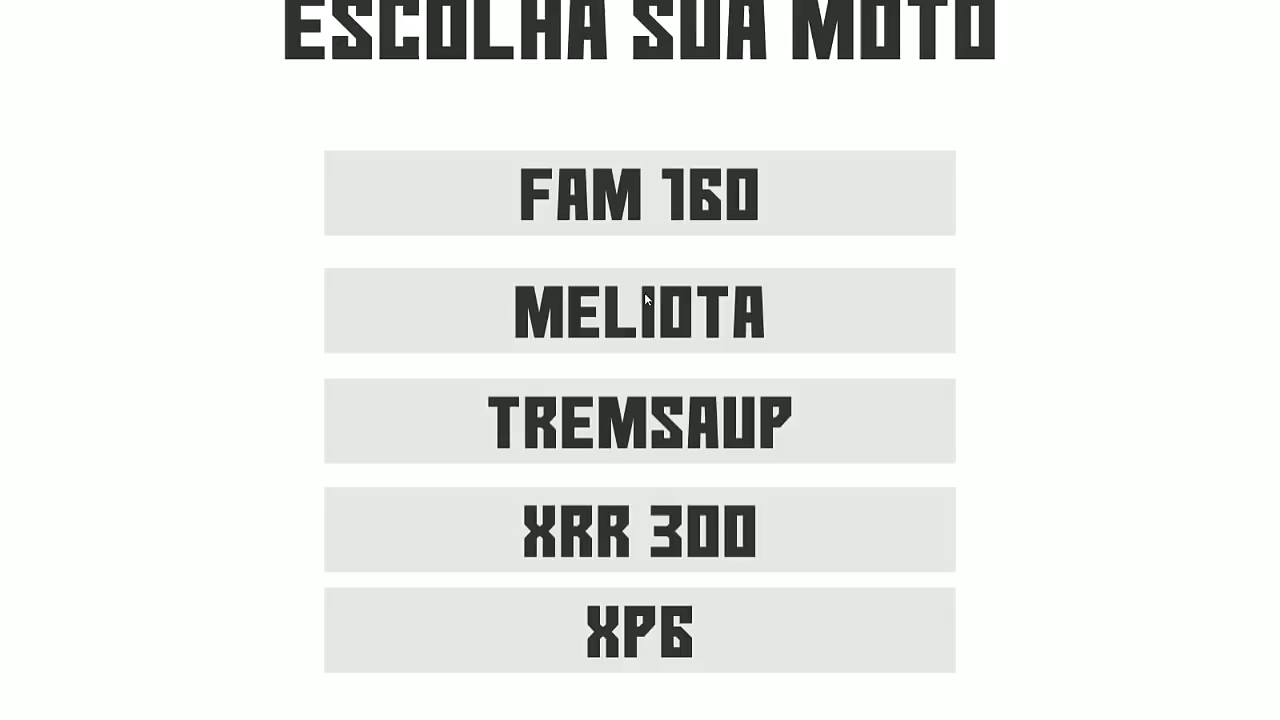 ESCOLHA SUA MOTO
FAM 160
MELIOTA
TREMSAUP
XRR 300
XP6